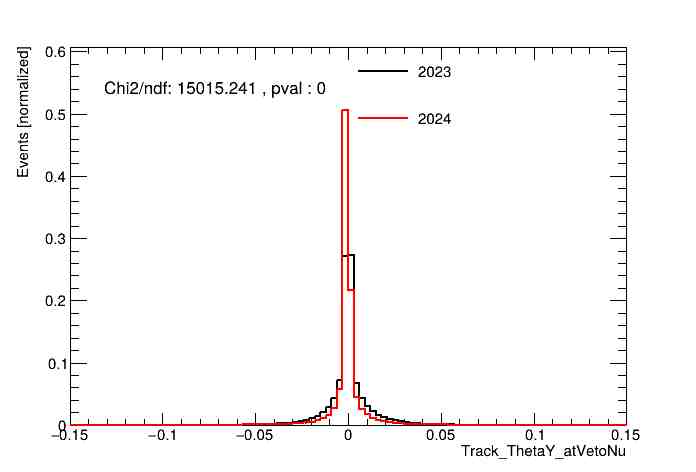 Events [normalized]
0.6
0.5
0.4
0.3
0.2
0.1
0
Chi2/ndf: 15015.241 , pval : 0
2023
2024
−0.15 −0.1 −0.05 0 0.05 0.1 0.15
Track_ThetaY_atVetoNu